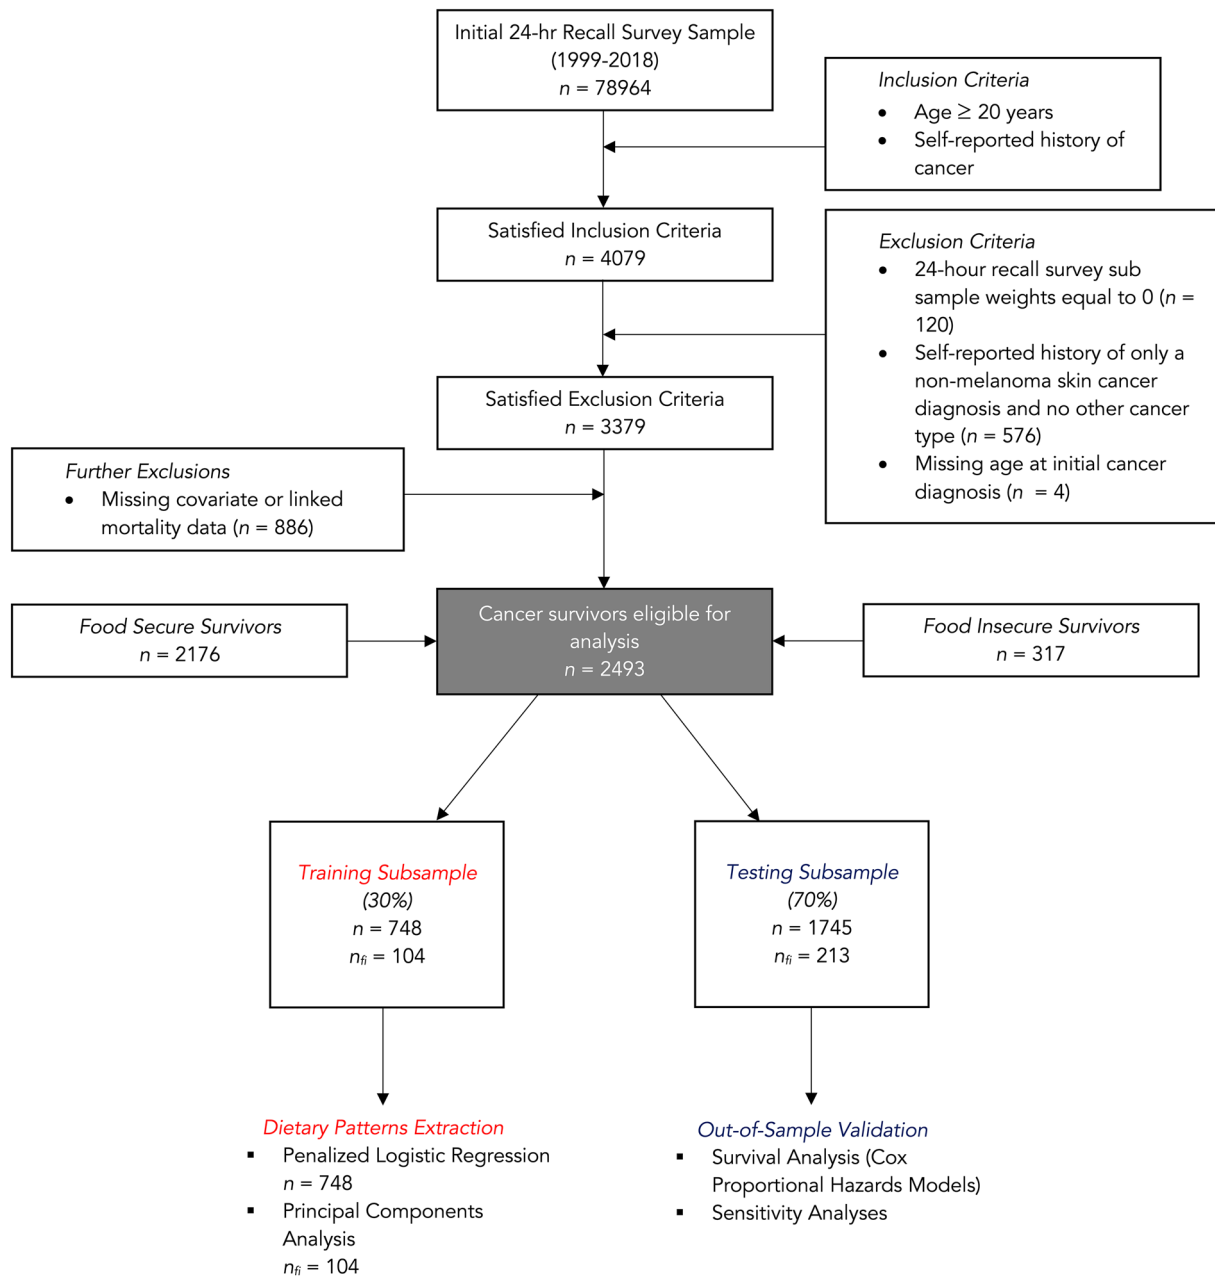 Initial 24-hr Recall Survey Sample
(1999-2018)
n = 78964
Inclusion Criteria
• Age ≥ 20 years
• Self-reported history of
cancer
Satisfied Inclusion Criteria
n = 4079
Exclusion Criteria
• 24-hour recall survey sub
sample weights equal to 0 (n =
120)
• Self-reported history of only a
non-melanoma skin cancer
diagnosis and no other cancer
type (n = 576)
• Missing age at initial cancer
diagnosis (n = 4)
Satisfied Exclusion Criteria
n = 3379
Further Exclusions
• Missing covariate or linked
mortality data (n = 886)
Food Secure Survivors
n = 2176
Cancer survivors eligible for
analysis
n = 2493
Food Insecure Survivors
n = 317
Training Subsample
(30%)
n = 748
nfi = 104
Testing Subsample
(70%)
n = 1745
nfi = 213
Dietary Patterns Extraction
▪ Penalized Logistic Regression
n = 748
▪ Principal Components
Analysis
nfi = 104
Out-of-Sample Validation
▪ Survival Analysis (Cox
Proportional Hazards Models)
▪ Sensitivity Analyses